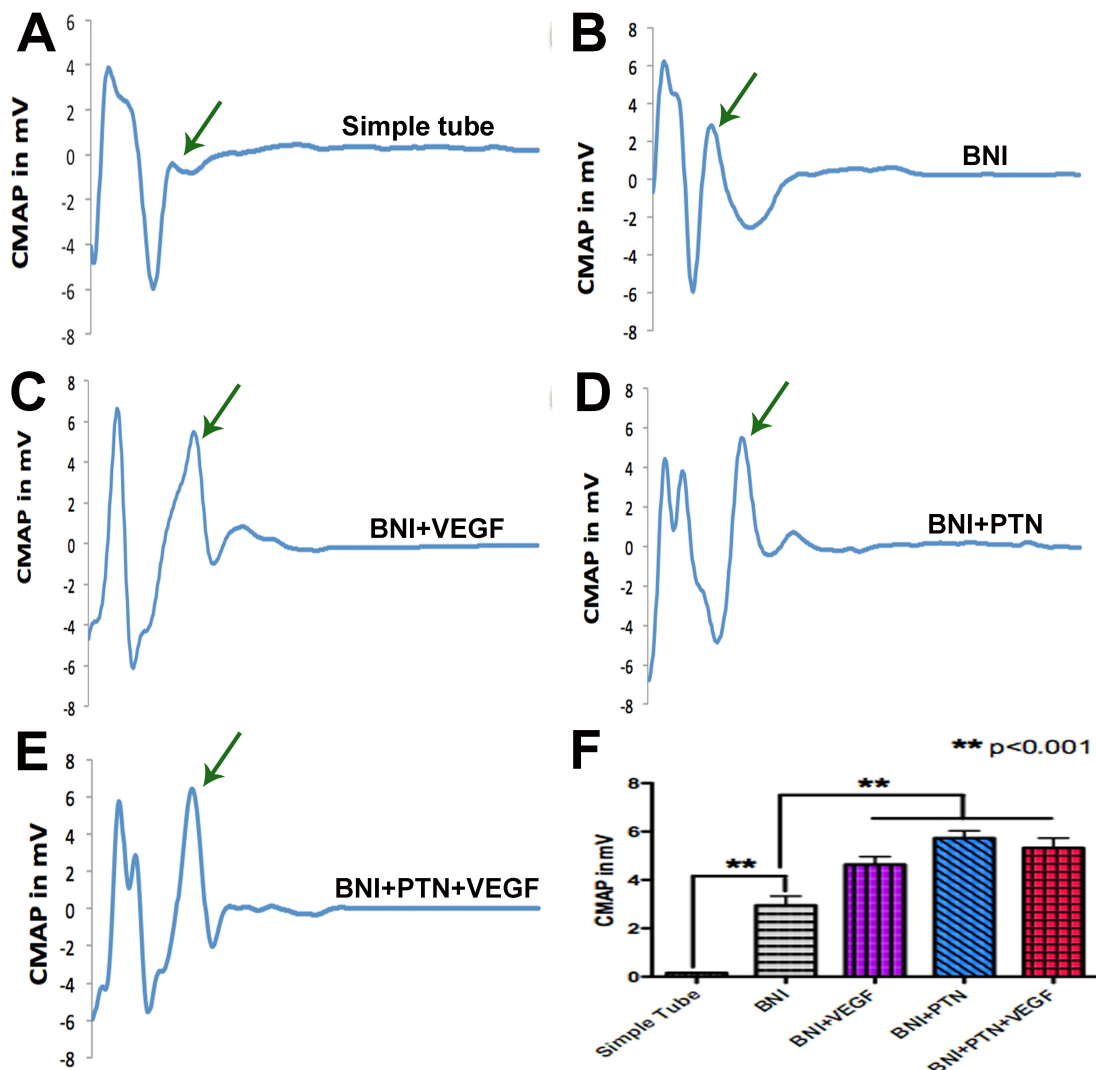 A
6
4
2
0
-2
-4
-6
-8
CMAP in mV
Simple tube
B
8
6
4
2
0
-2
-4
-6
-8
CMAP in mV
BNI
C
8
6
4
2
0
-2
-4
-6
-8
CMAP in mV
BNI+VEGF
D
8
6
4
2
0
-2
-4
-6
-8
CMAP in mV
BNI+PTN
E
8
6
4
2
0
-2
-4
-6
-8
CMAP in mV
BNI+PTN+VEGF
F
** p<0.001
8
6
4
2
0
CMAP in mV
**
**
Simple Tube
BNI
BNI+VEGF
BNI+PTN
BNI+PTN+VEGF